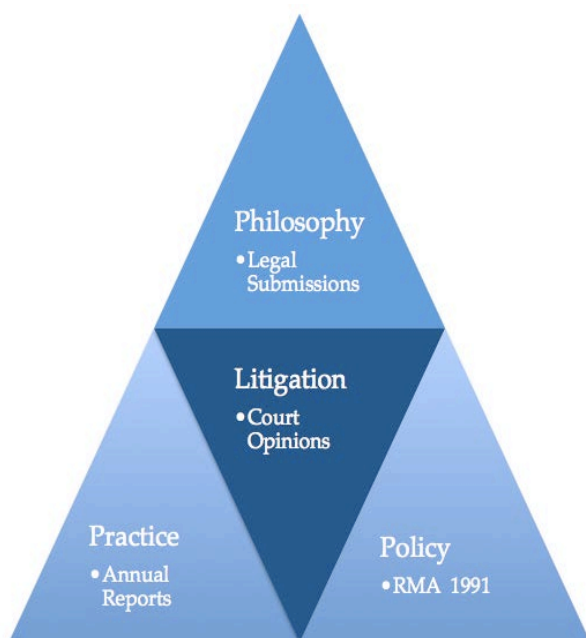 Philosophy
•Legal
Submissions
Litigation
•Court
Opinions
Practice
•Annual
Reports
Policy
•RMA 1991